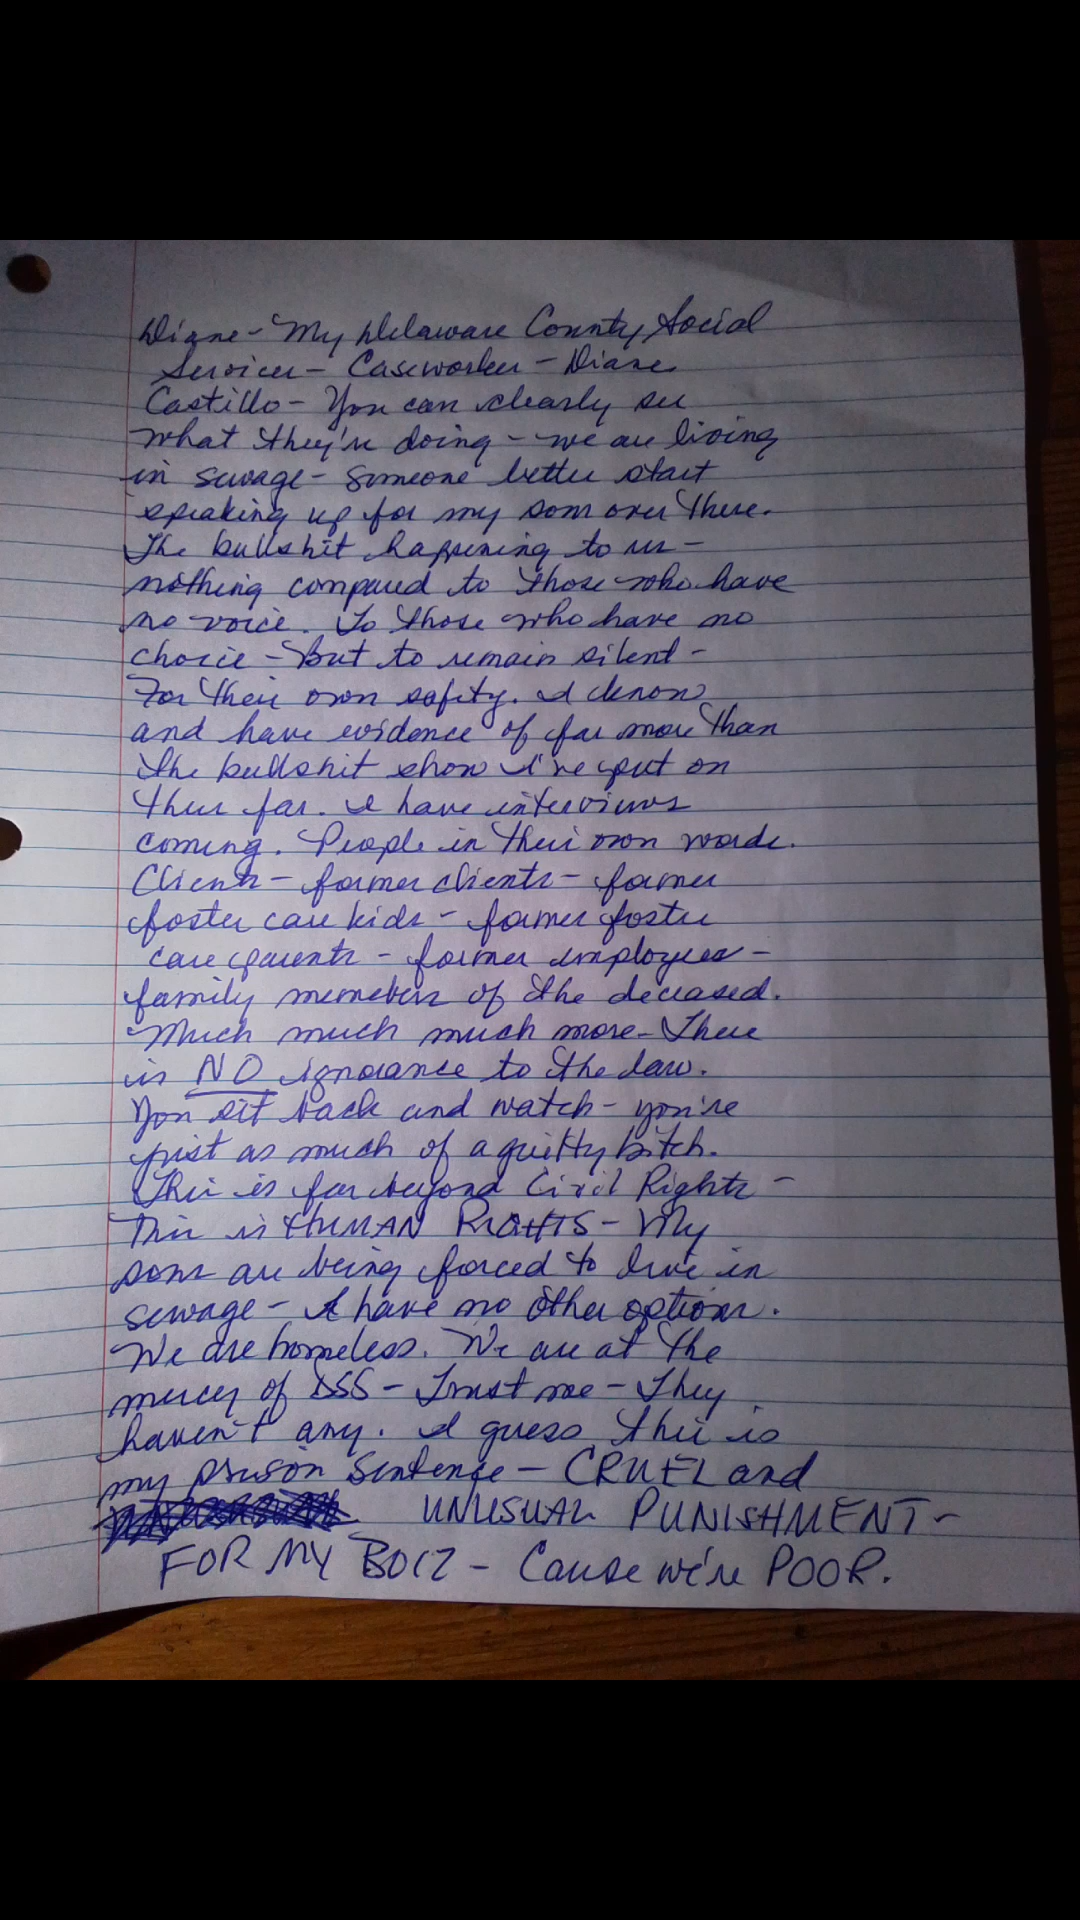 Diane - My Delaware County Social
Services - Caseworker - Diane
Castillo - You can clearly see
what they're doing - we are living
in sewage - someone better start
speaking up for my sons over there.
The bullshit happening to us -
nothing compared to those who have
no voice. To those who have no
choice - But to remain silent -
For their own safety. I know
and have evidence of far more than
the bullshit show I've put on
thus far. I have interviews
coming. People in their own words.
Clients - former clients - former
foster care kids - former foster
care parents - former employees -
family members of the deceased.
Much much much more - There
is NO ignorance to the law.
You sit back and watch - you're
just as much of a guilty bitch.
This is far beyond Civil Rights -
This is HUMAN RIGHTS - My
sons are being forced to live in
sewage - I have no other options.
We are homeless. We are at the
mercy of DSS - Trust me - They
haven't any. I guess this is
my prison sentence - CRUEL and
UNUSUAL PUNISHMENT -
FOR MY BOIZ - Cause we're POOR.